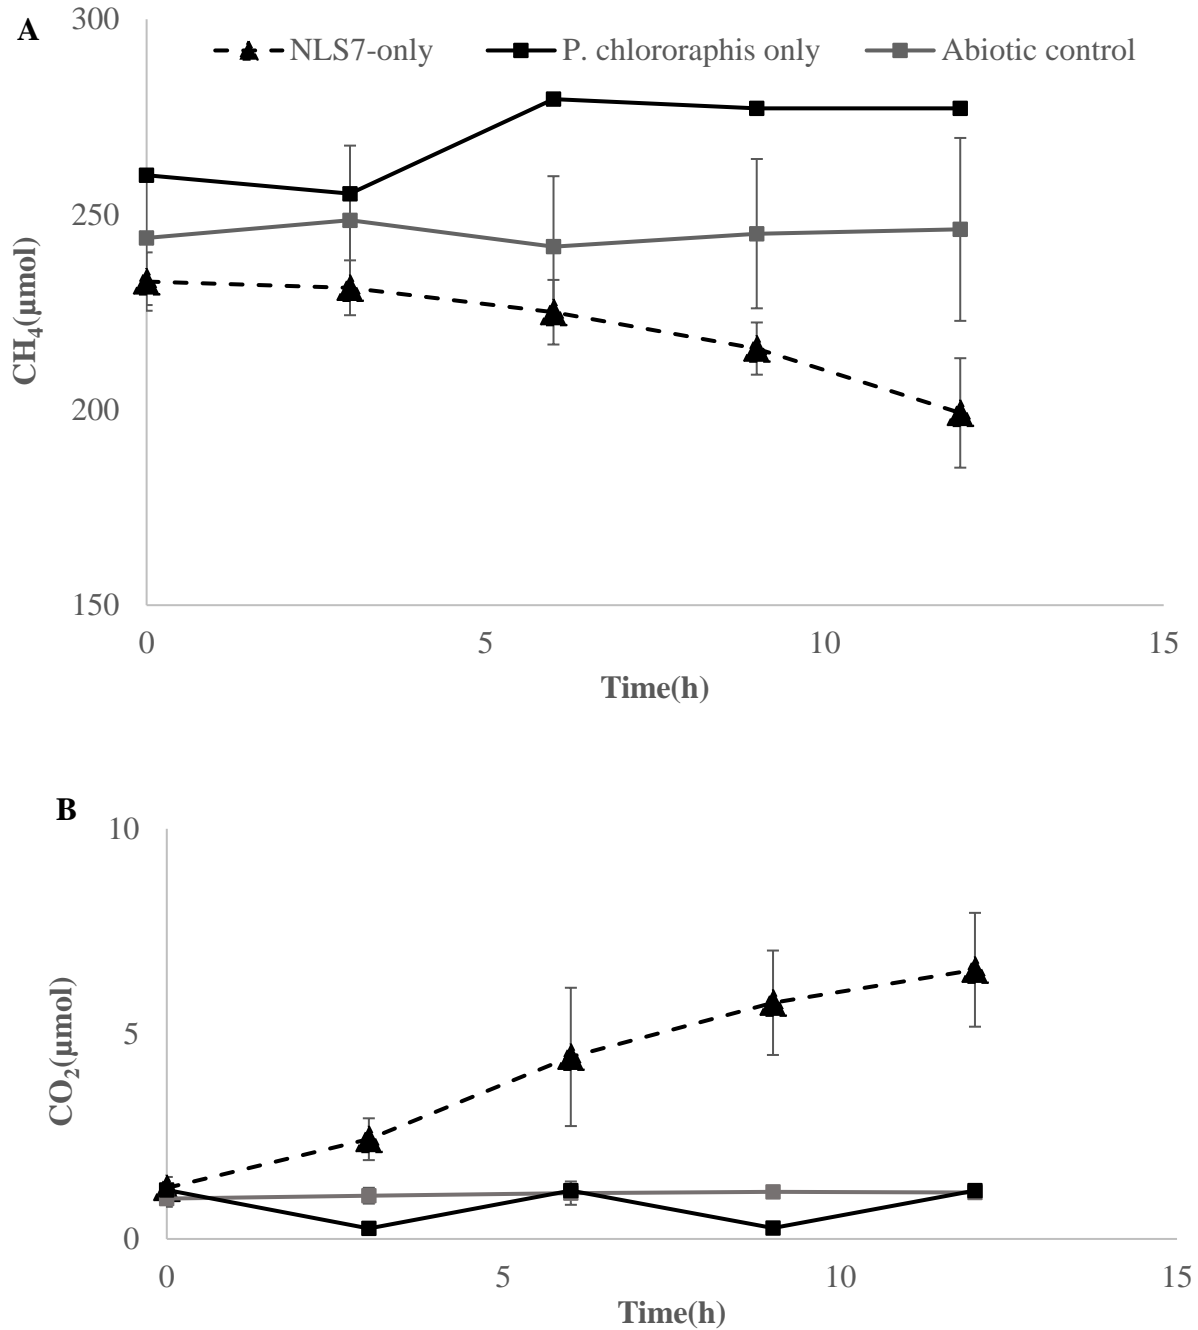 A
300
NLS7-only P. chlororaphis only Abiotic control
250
200
150
CH₄(µmol)
0 5 10 15
Time(h)
B
10
5
0
CO₂(µmol)
0 5 10 15
Time(h)